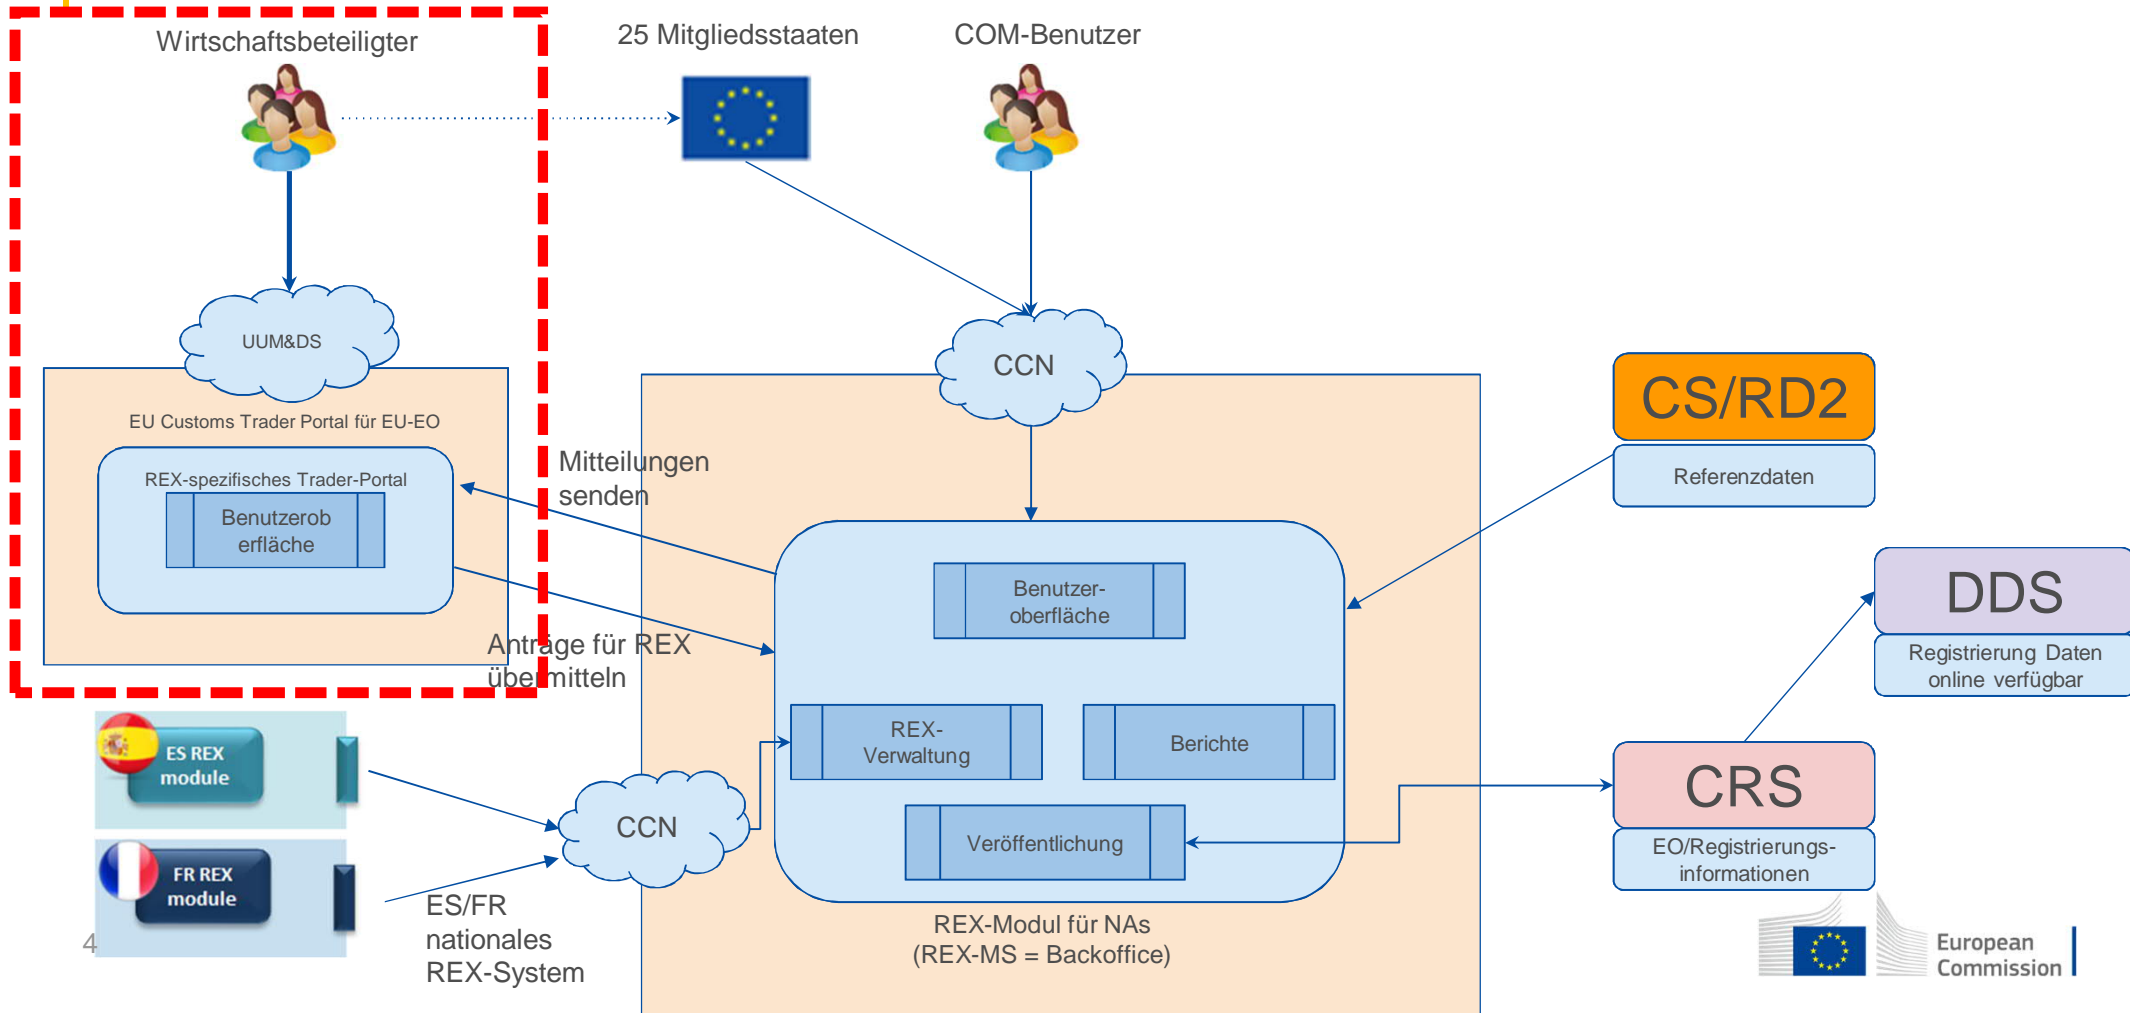 Wirtschaftsbeteiligter
25 Mitgliedsstaaten
COM-Benutzer
UUM&DS
CCN
EU Customs Trader Portal für EU-EO
REX-spezifisches Trader-Portal
Benutzerob
erfläche
Mitteilungen
senden
Anträge für REX
übermitteln
CS/RD2
Referenzdaten
Benutzer-
oberfläche
DDS
Registrierung Daten
online verfügbar
REX-
Verwaltung
Berichte
Veröffentlichung
CRS
EO/Registrierungs-
informationen
ES REX
module
FR REX
module
CCN
ES/FR
nationales
REX-System
REX-Modul für NAs
(REX-MS = Backoffice)
4
European
Commission